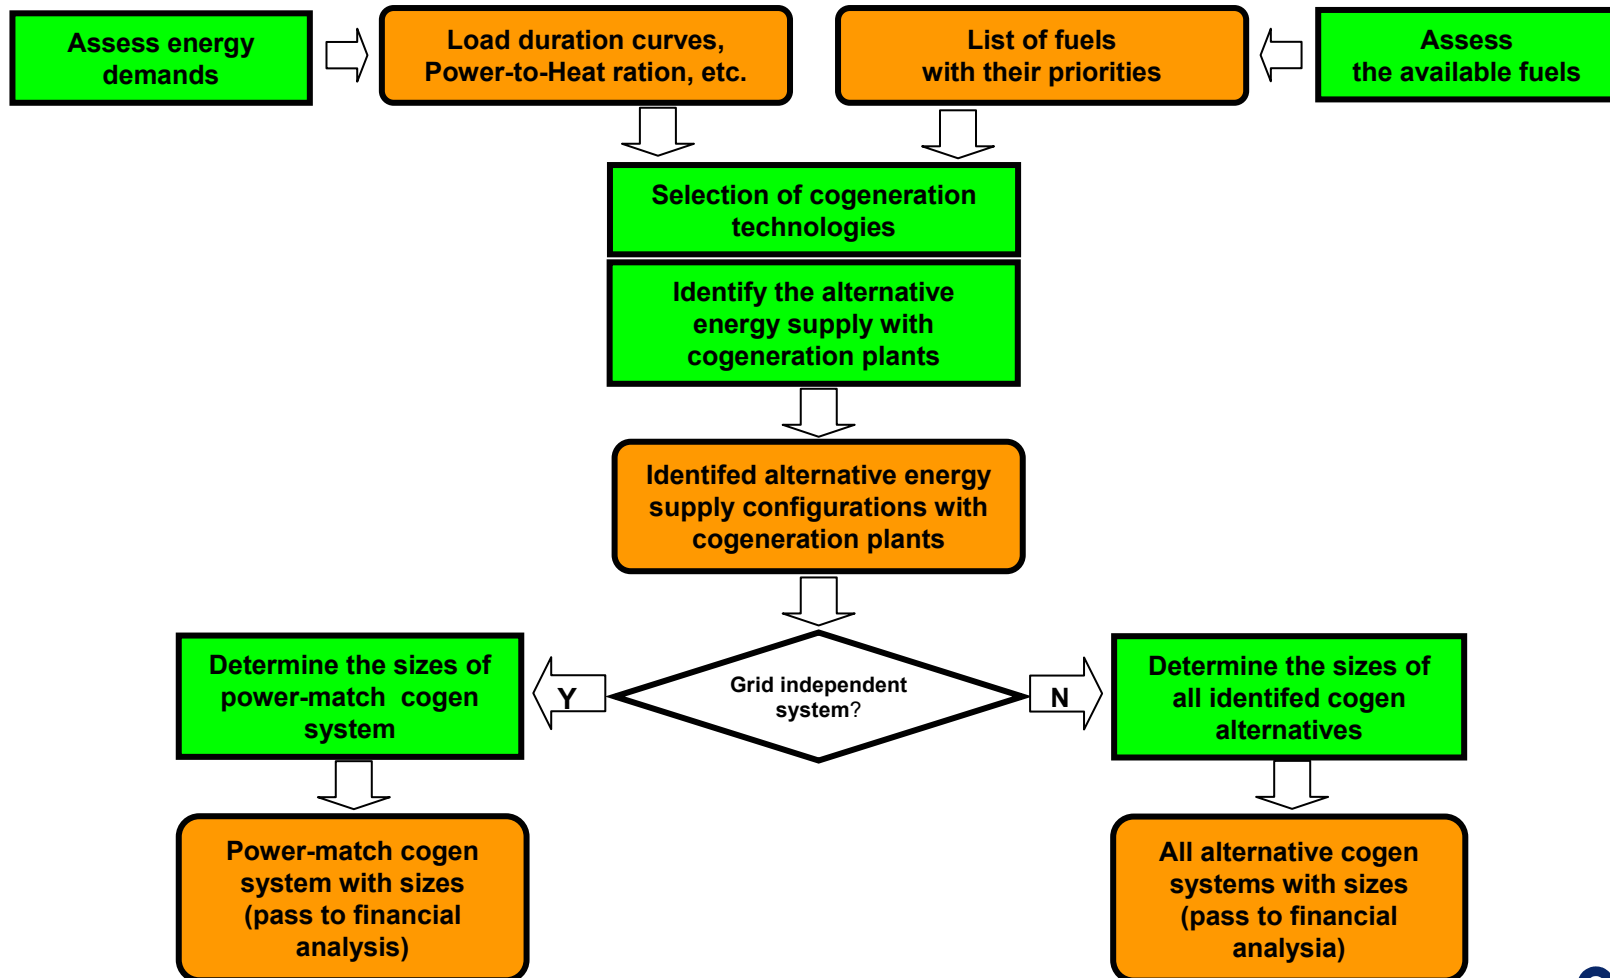 Assess energy
demands
Load duration curves,
Power-to-Heat ration, etc.
List of fuels
with their priorities
Assess
the available fuels
Selection of cogeneration
technologies
Identify the alternative
energy supply with
cogeneration plants
Identifed alternative energy
supply configurations with
cogeneration plants
Determine the sizes of
power-match cogen
system
Y
Grid independent
system?
N
Determine the sizes of
all identifed cogen
alternatives
Power-match cogen
system with sizes
(pass to financial
analysis)
All alternative cogen
systems with sizes
(pass to financial
analysia)